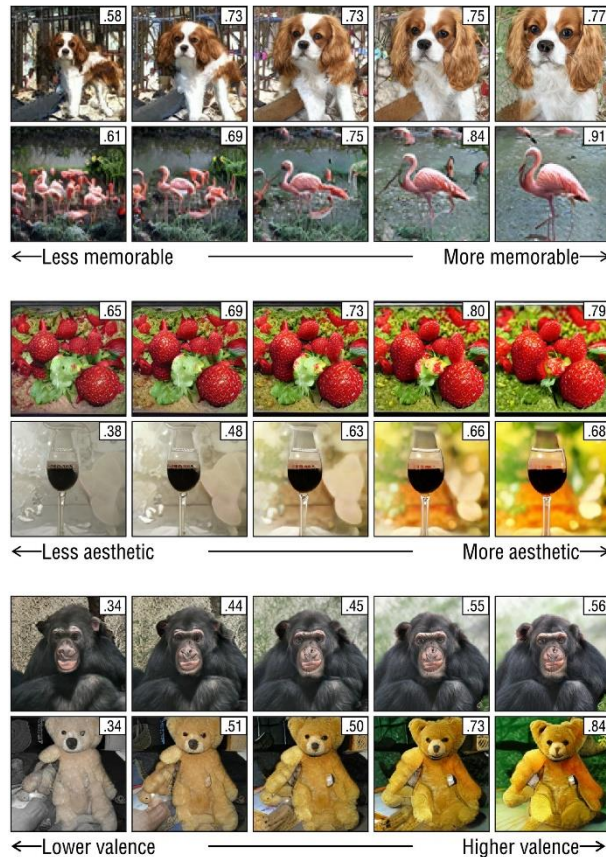 .58 .73 .73 .75 .77
.61 .69 .75 .84 .91
←Less memorable —— More memorable→
.65 .69 .73 .80 .79
.38 .48 .63 .66 .68
←Less aesthetic —— More aesthetic→
.34 .44 .45 .55 .56
.34 .51 .50 .73 .84
←Lower valence —— Higher valence→